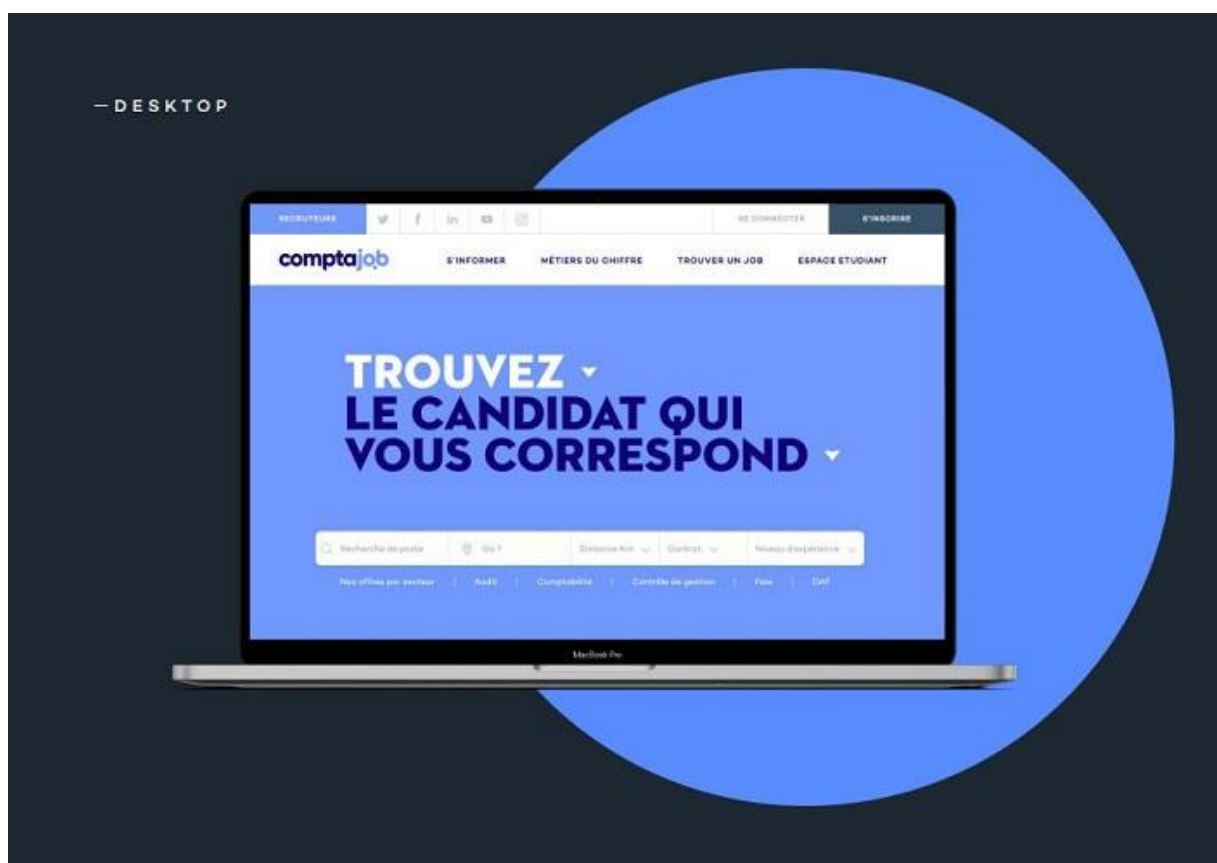 —DESKTOP
RECRUTEURS
SE CONNECTER
S'INSCRIRE
comptajob
S'INFORMER
MÉTIERS DU CHIFFRE
TROUVER UN JOB
ESPACE ETUDIANT
TROUVEZ
LE CANDIDAT QUI
VOUS CORRESPOND
Recherche de poste
Où ?
Distance Km
Contrat
Niveau d'expérience
Nos offres par secteur | Audit | Comptabilité | Contrôle de gestion | Paie | DAF
MacBook Pro